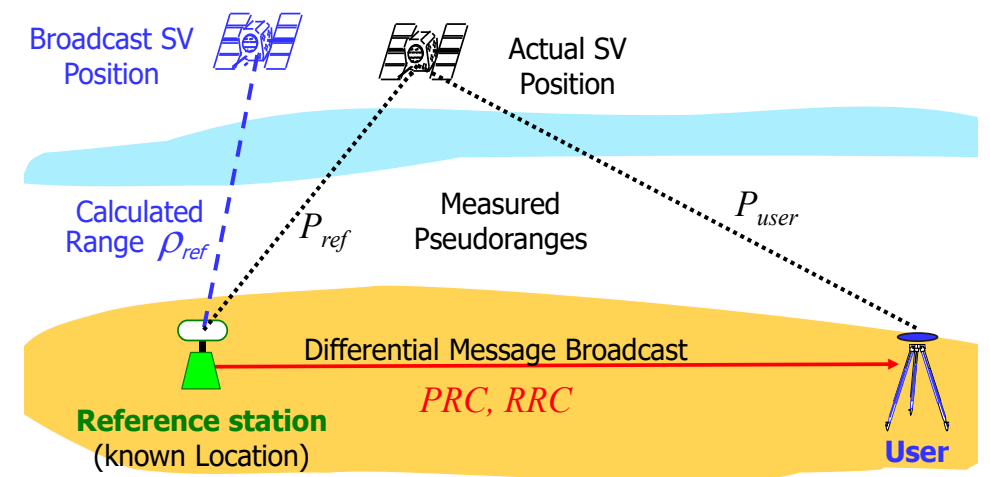 Broadcast SV
Position
Actual SV
Position
Calculated
Range ρref
Pref
Measured
Pseudoranges
Puser
Differential Message Broadcast
PRC, RRC
Reference station
(known Location)
User